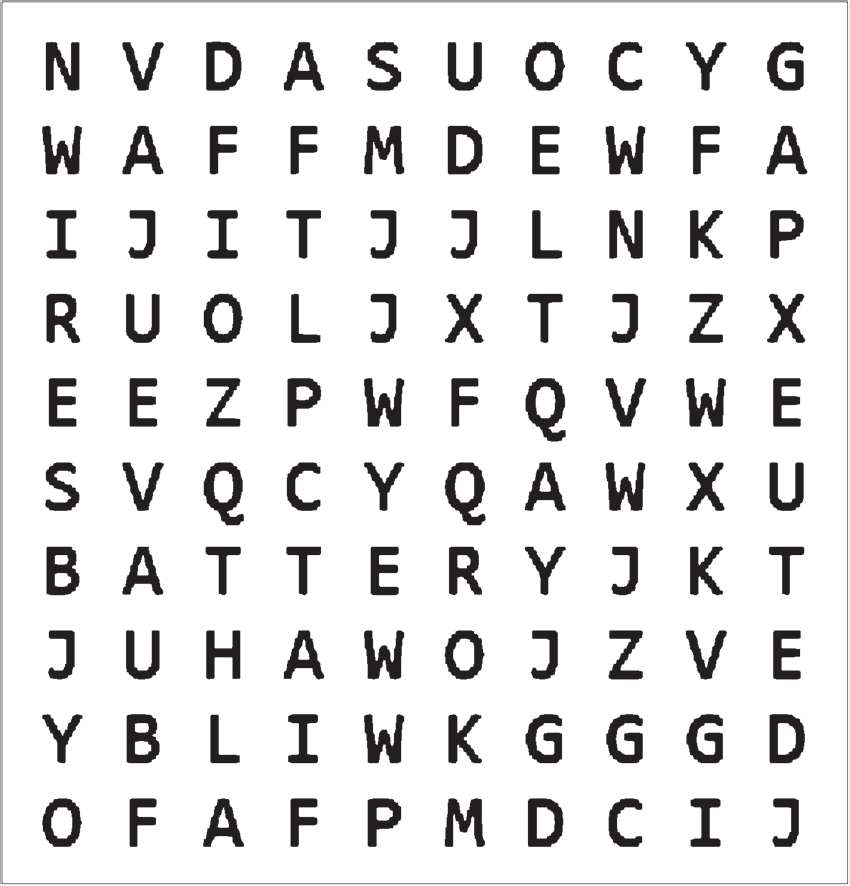 N V D A S U O C Y G
W A F F M D E W F A
I J I T J J L N K P
R U O L J X T J Z X
E E Z P W F Q V W E
S V Q C Y Q A W X U
B A T T E R Y J K T
J U H A W O J Z V E
Y B L I W K G G G D
O F A F P M D C I J